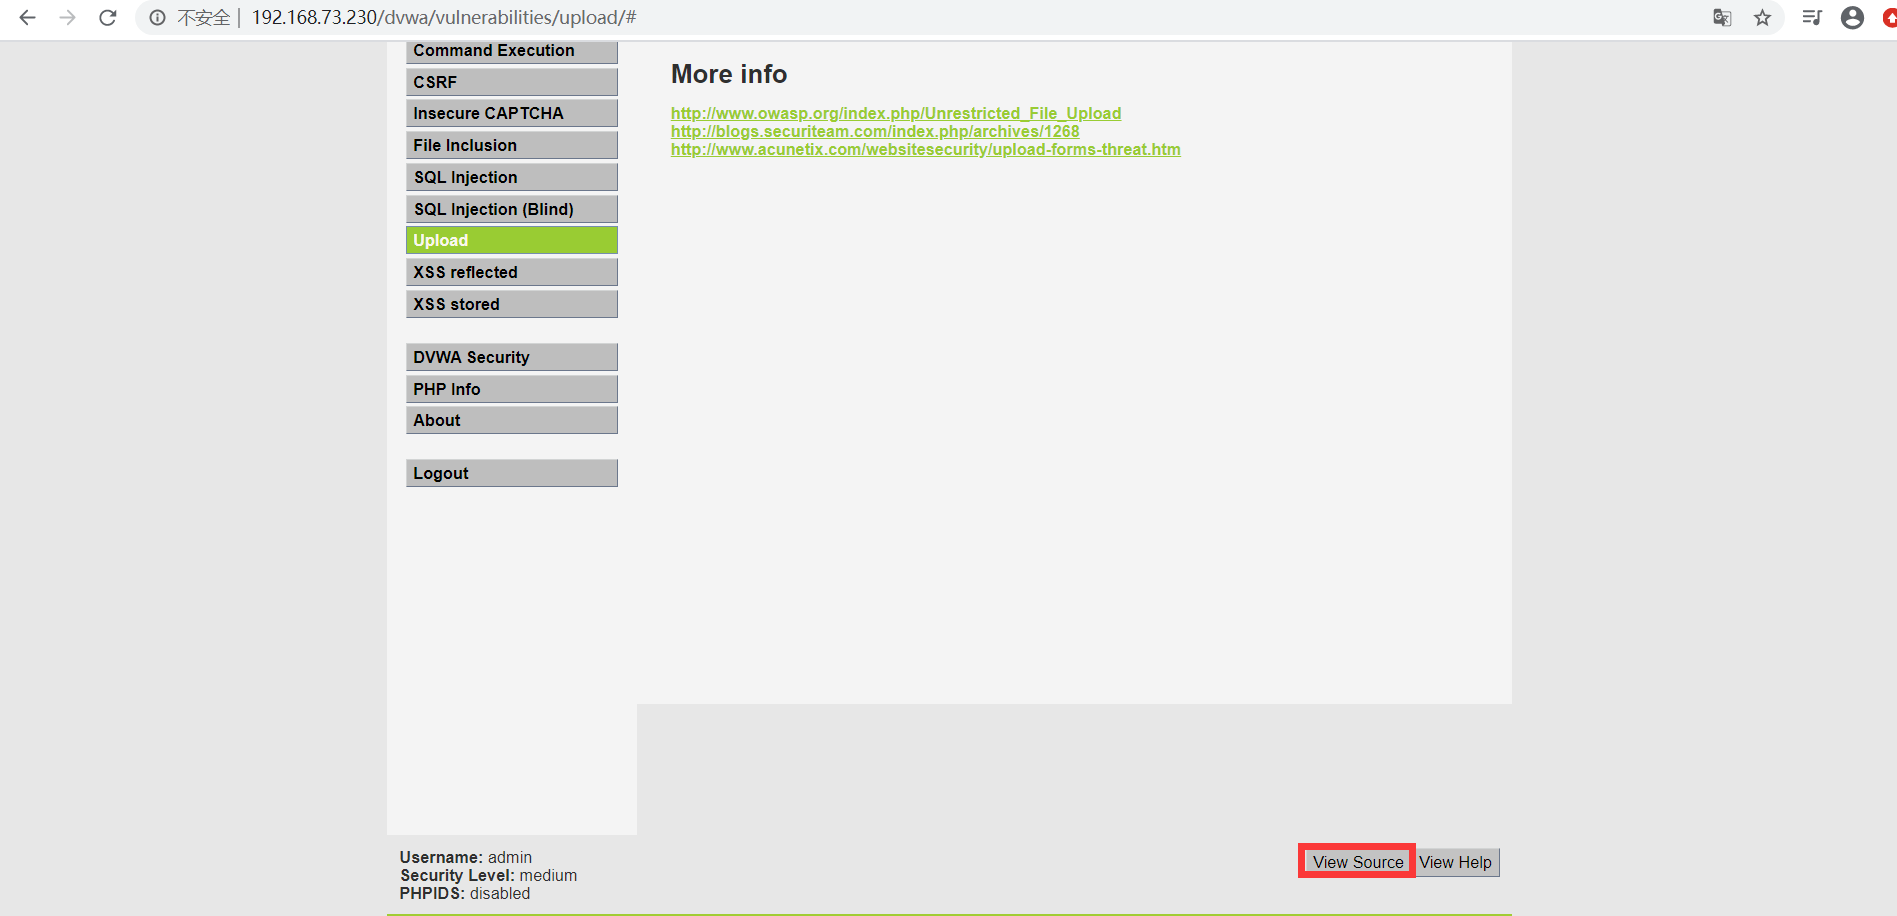 不安全 | 192.168.73.230/dvwa/vulnerabilities/upload/#
Command Execution
CSRF
Insecure CAPTCHA
File Inclusion
SQL Injection
SQL Injection (Blind)
Upload
XSS reflected
XSS stored
DVWA Security
PHP Info
About
Logout
More info
http://www.owasp.org/index.php/Unrestricted_File_Upload
http://blogs.securiteam.com/index.php/archives/1268
http://www.acunetix.com/websitesecurity/upload-forms-threat.htm
Username: admin
Security Level: medium
PHPIDS: disabled
View Source View Help